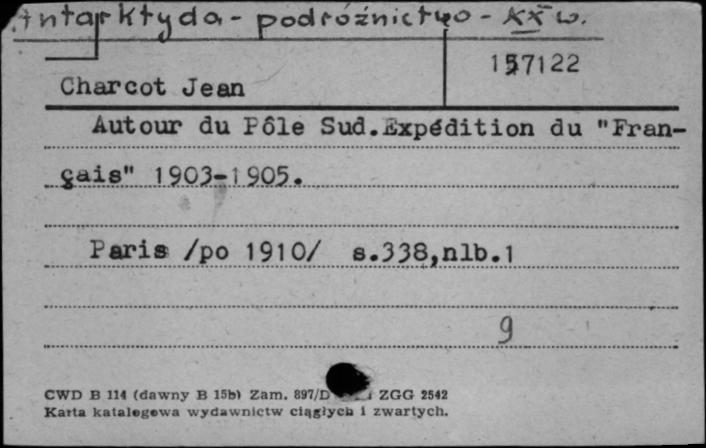 Antarktyda - podróżnictwo - XX w.
157122
Charcot Jean
Autour du Pôle Sud.Expédition du "Fran-
çais" 1903-1905.
Paris /po 1910/ s.338,nlb.1
9
CWD B 114 (dawny B 15b) Zam. 897/D ZGG 2542
Karta katalogowa wydawnictw ciągłych i zwartych.